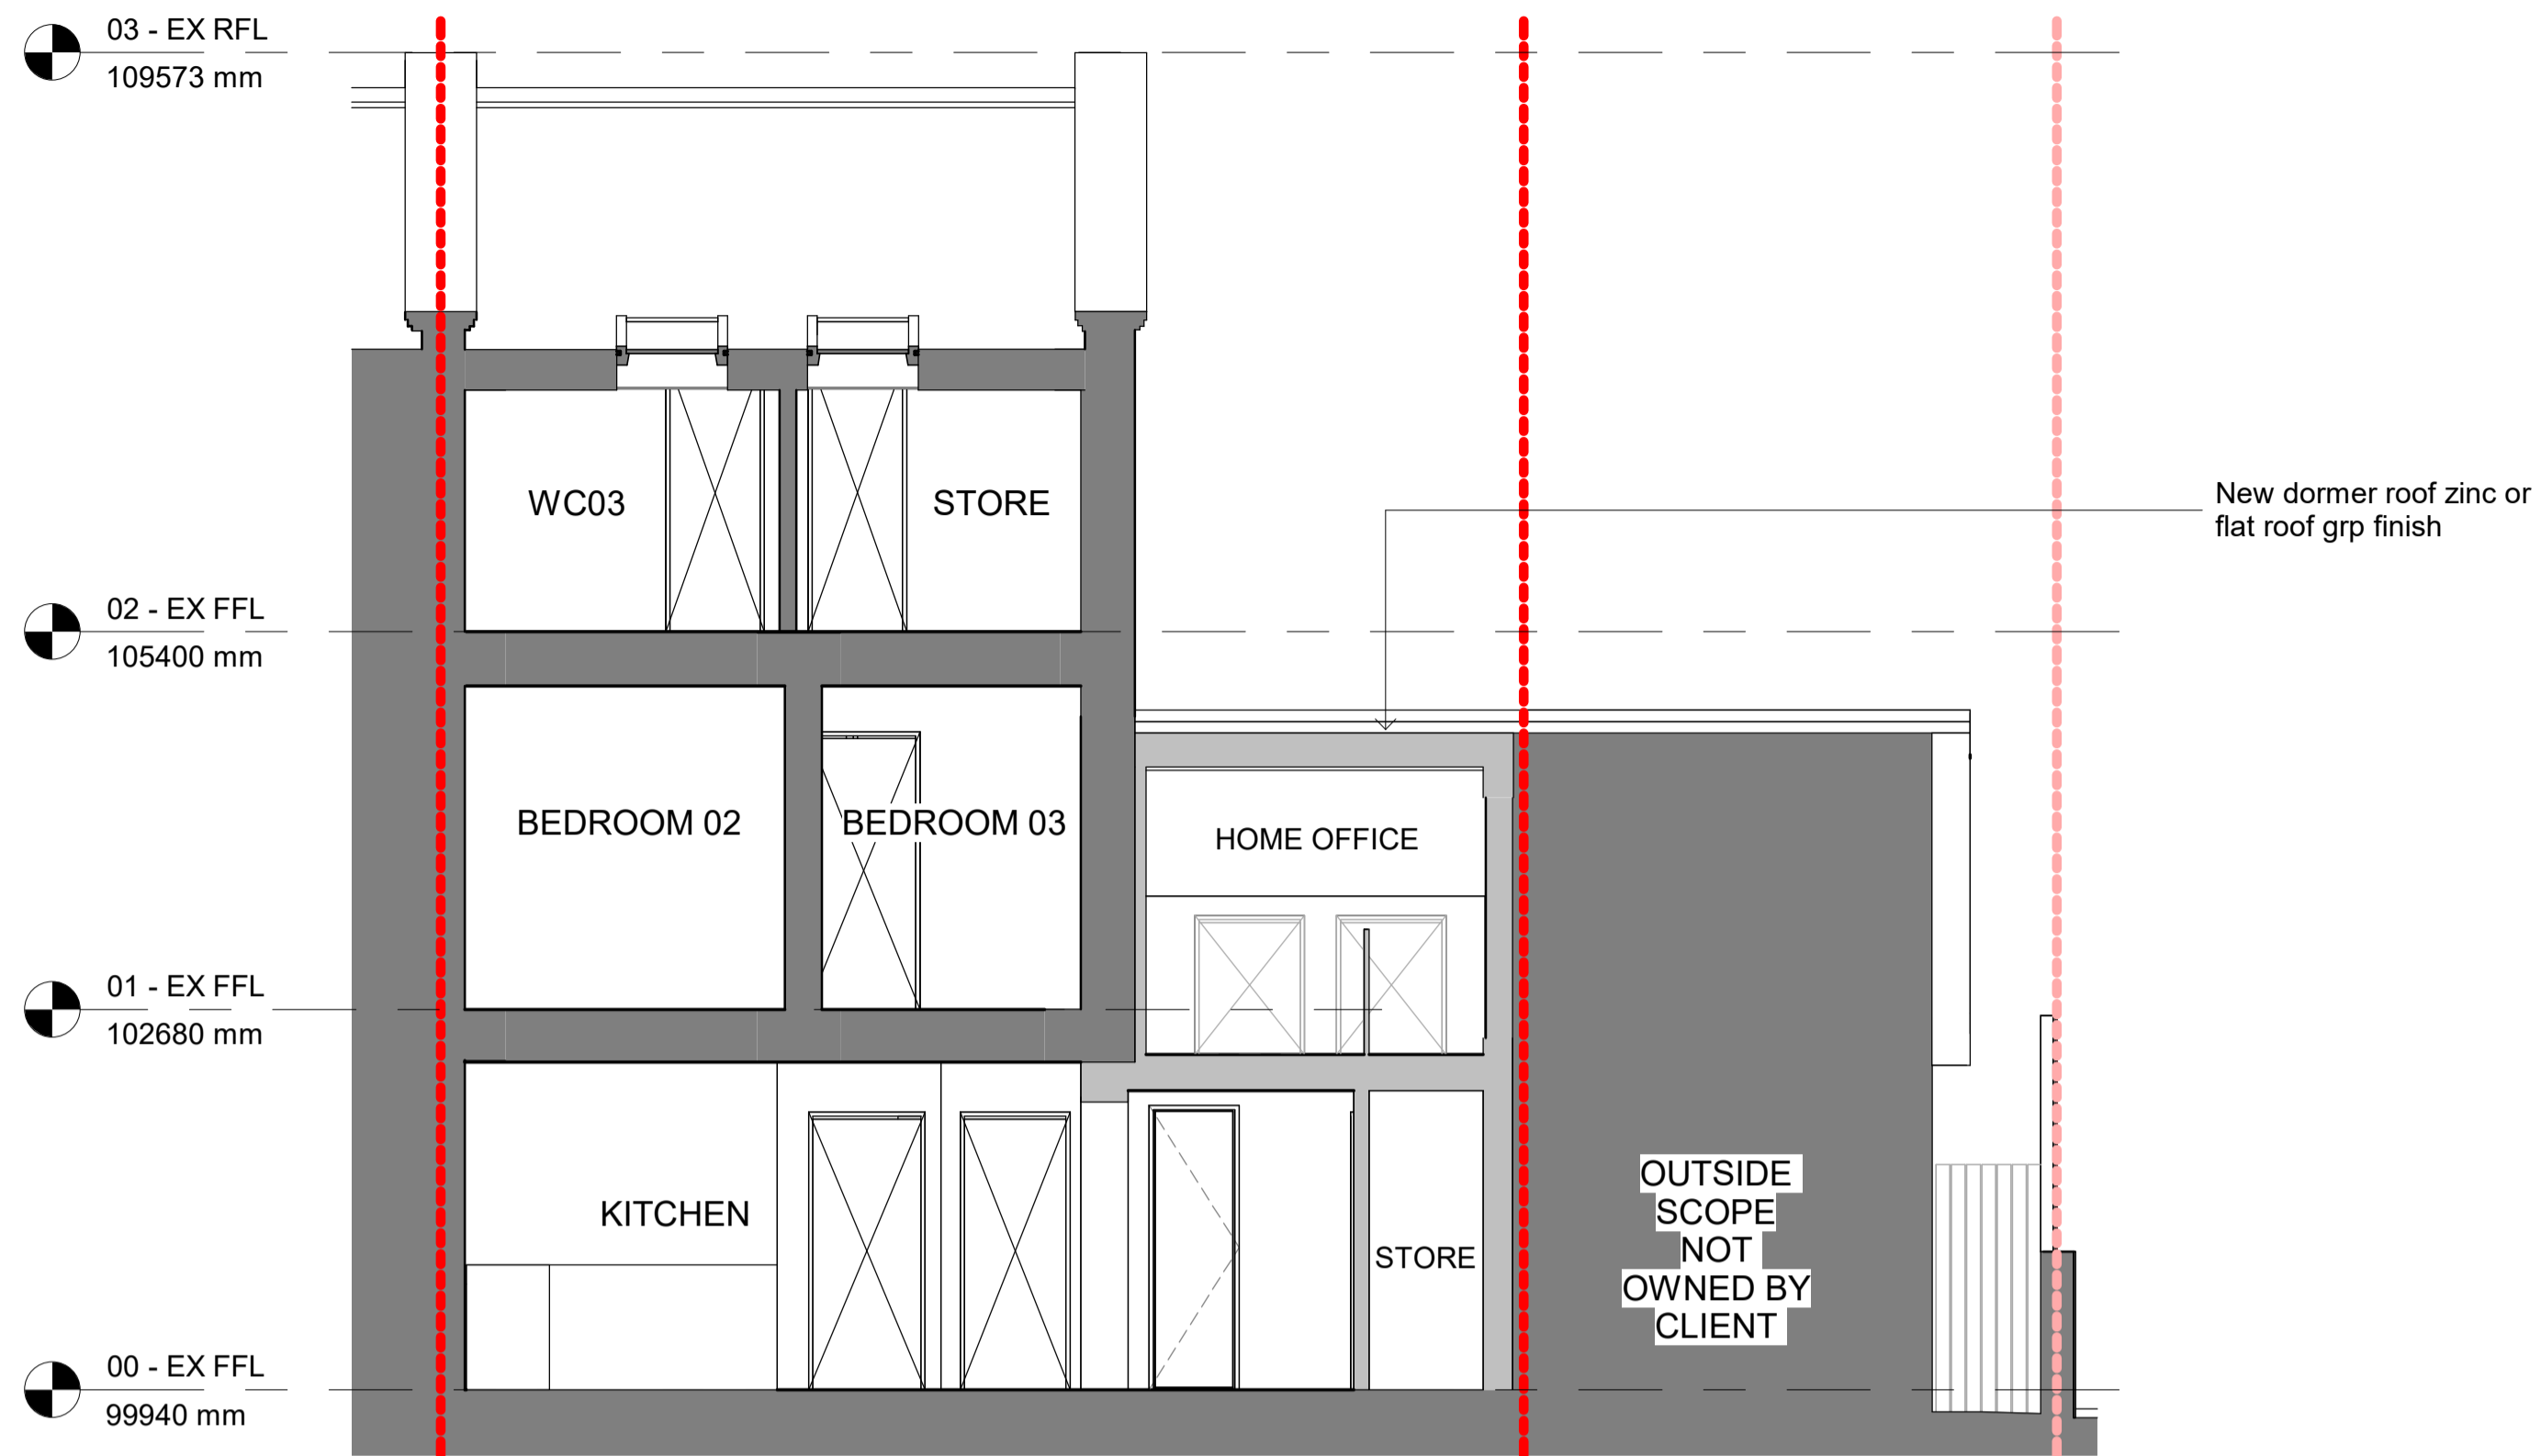 03 - EX RFL
109573 mm
WC03
STORE
New dormer roof zinc or
flat roof grp finish
02 - EX FFL
105400 mm
BEDROOM 02
BEDROOM 03
HOME OFFICE
01 - EX FFL
102680 mm
KITCHEN
STORE
OUTSIDE
SCOPE
NOT
OWNED BY
CLIENT
00 - EX FFL
99940 mm